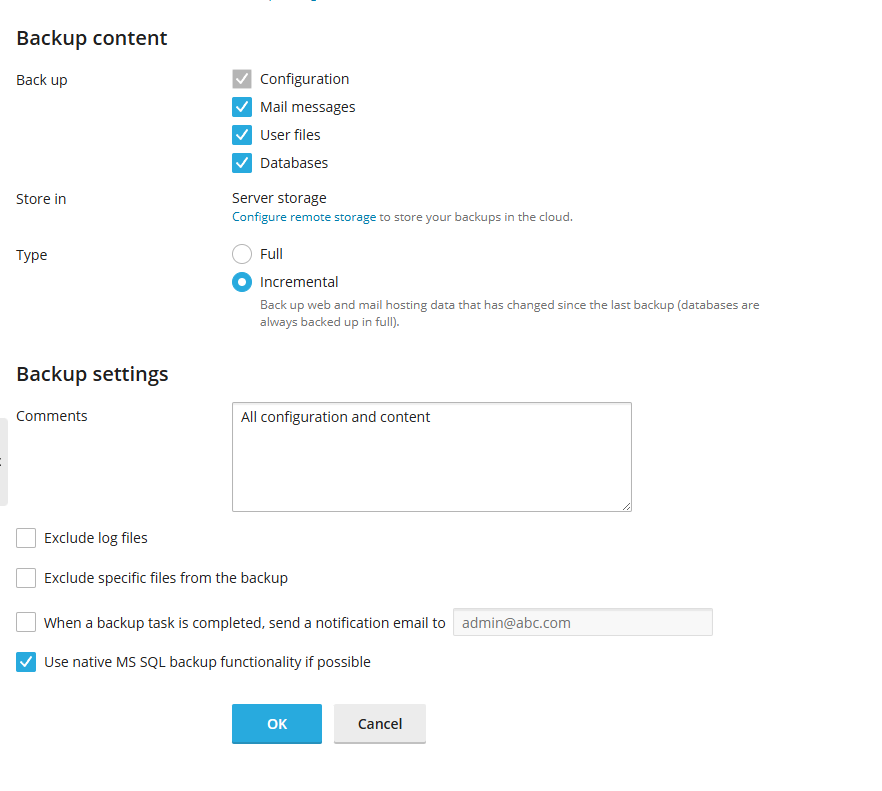 Backup content
Back up
Configuration
Mail messages
User files
Databases
Store in
Server storage
Configure remote storage to store your backups in the cloud.
Type
Full
Incremental
Back up web and mail hosting data that has changed since the last backup (databases are
always backed up in full).
Backup settings
Comments
All configuration and content
Exclude log files
Exclude specific files from the backup
When a backup task is completed, send a notification email to admin@abc.com
Use native MS SQL backup functionality if possible
OK Cancel